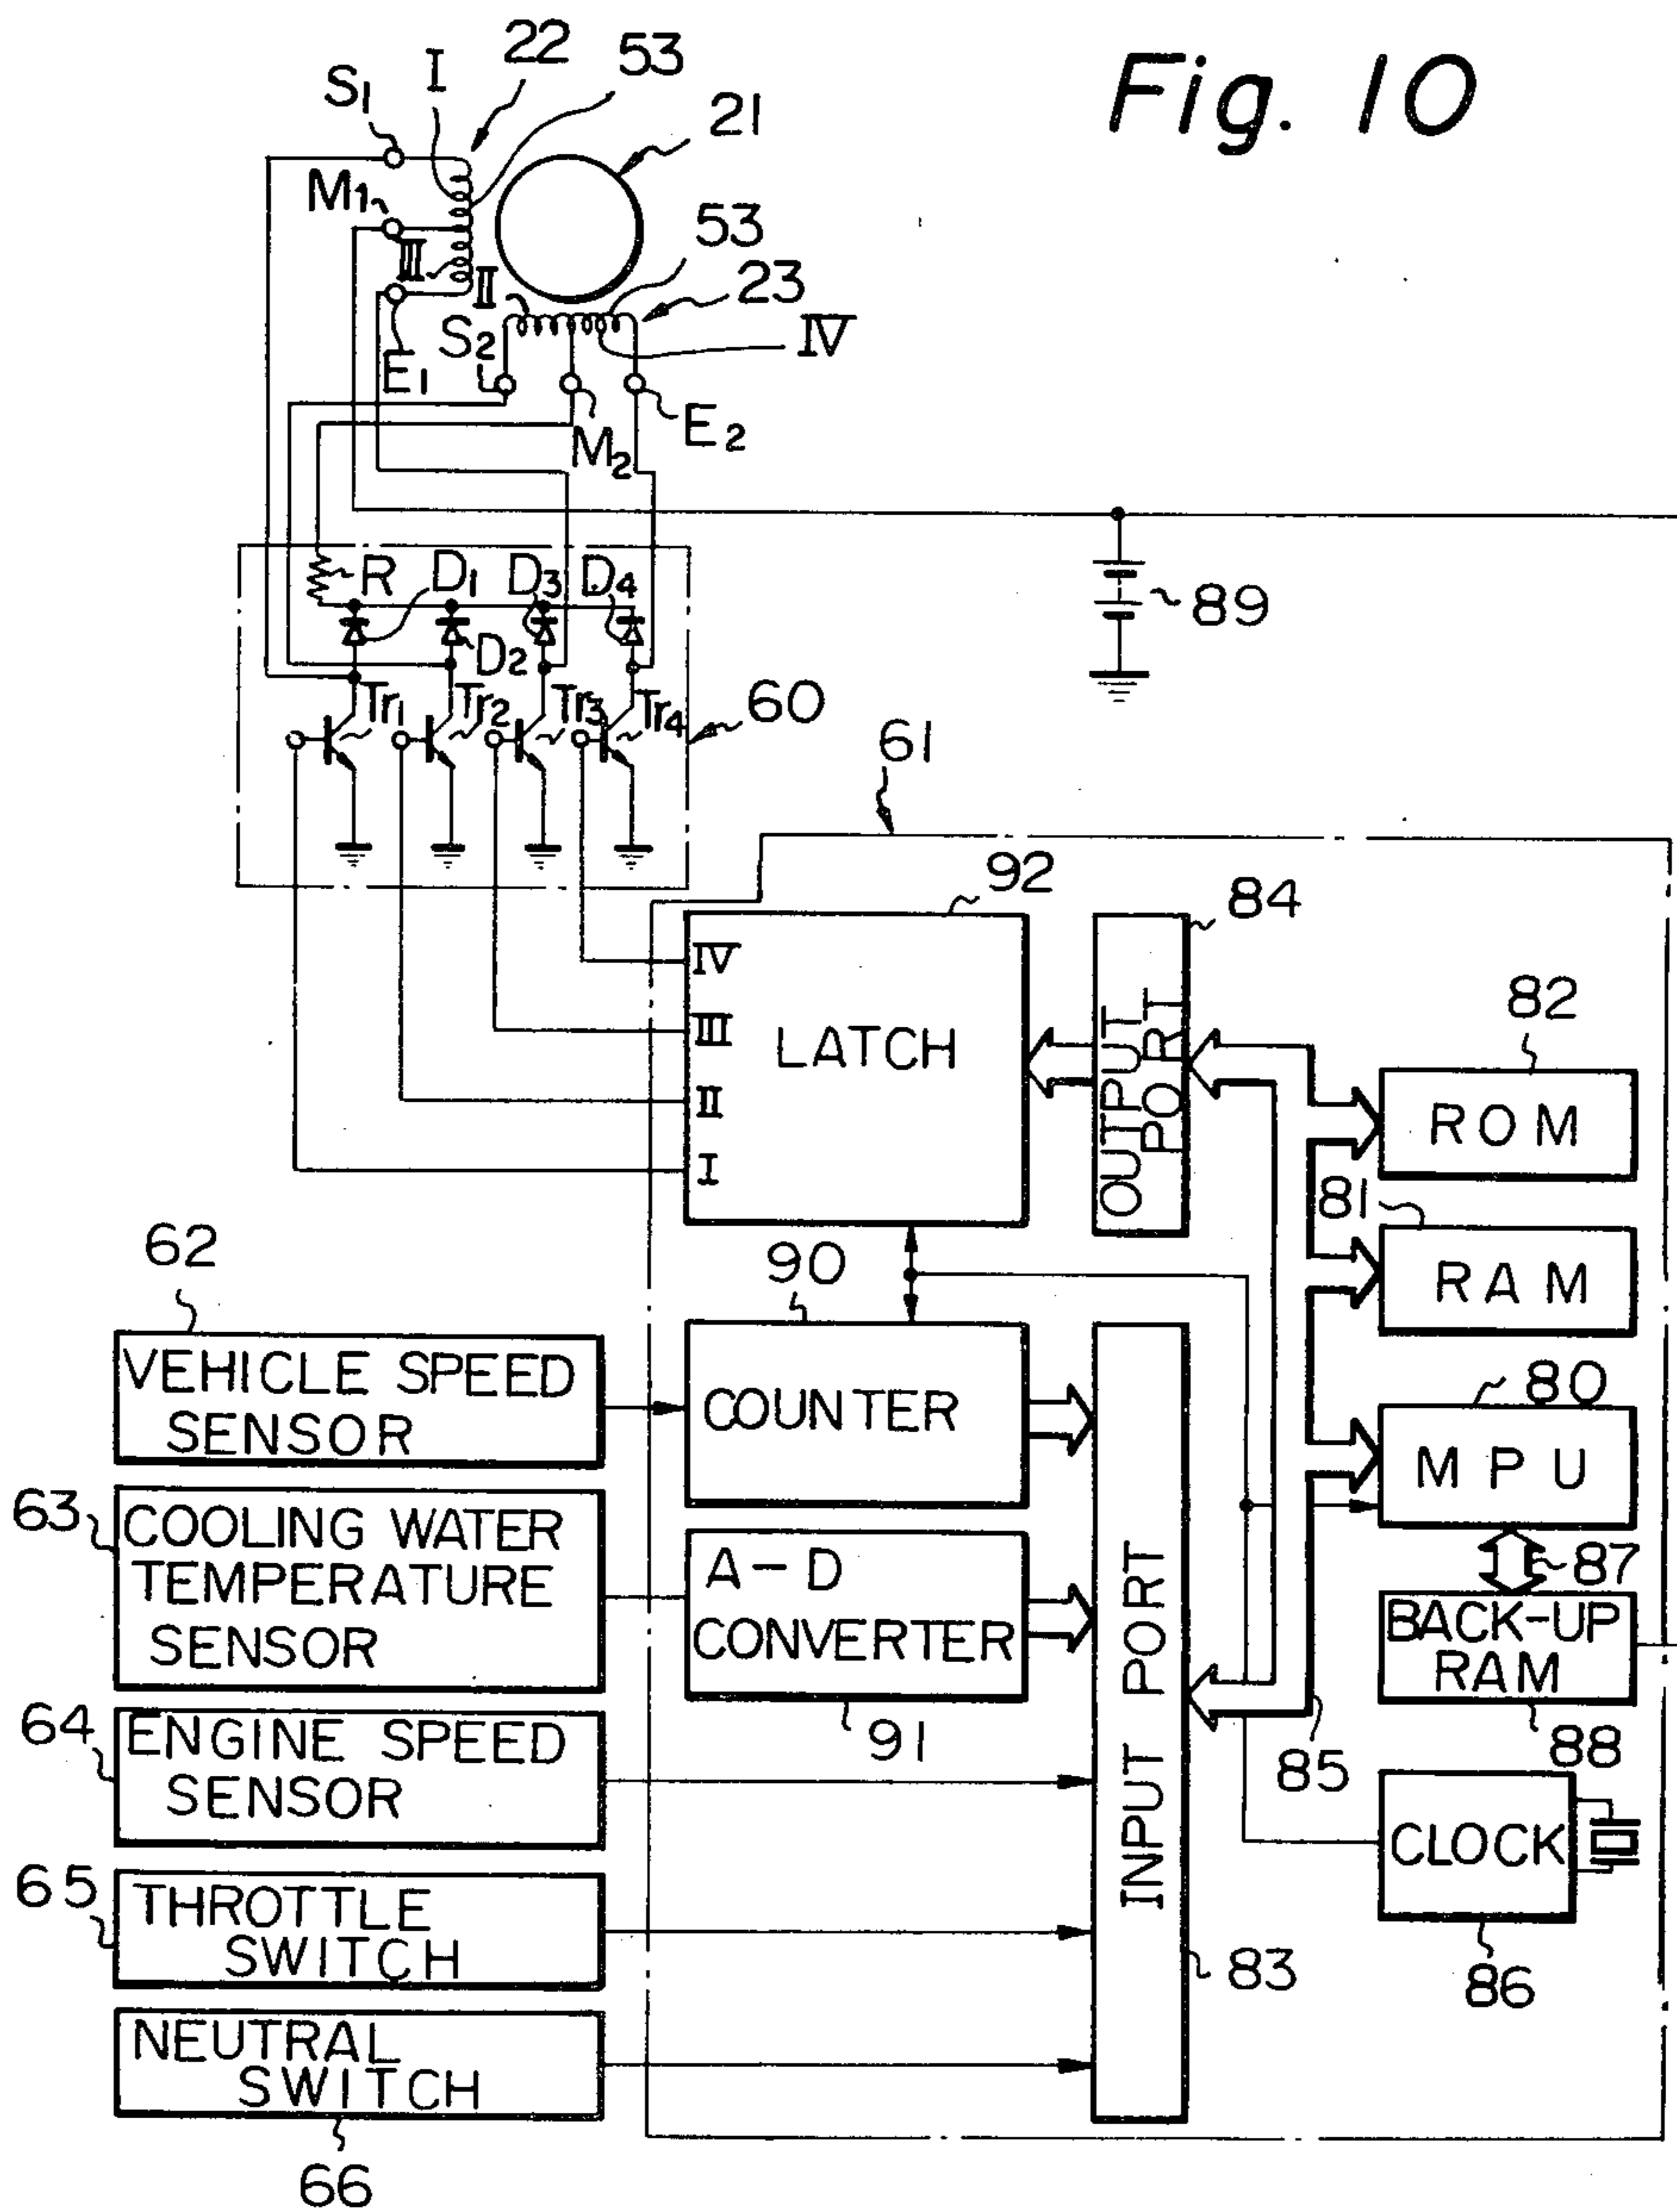 Fig. 10
22
53
I
S1
21
M1
III
53
II
23
S2
IV
E1
E2
M2
R
D1
D3
D4
89
D2
Tr1
Tr2
Tr3
Tr4
60
61
92
84
IV
III
II
I
LATCH
OUTPUT
PORT
82
ROM
81
RAM
62
90
VEHICLE SPEED
SENSOR
COUNTER
80
MPU
63
COOLING WATER
TEMPERATURE
SENSOR
A-D
CONVERTER
91
87
BACK-UP
RAM
88
64
ENGINE SPEED
SENSOR
INPUT PORT
85
CLOCK
86
65
THROTTLE
SWITCH
83
NEUTRAL
SWITCH
66